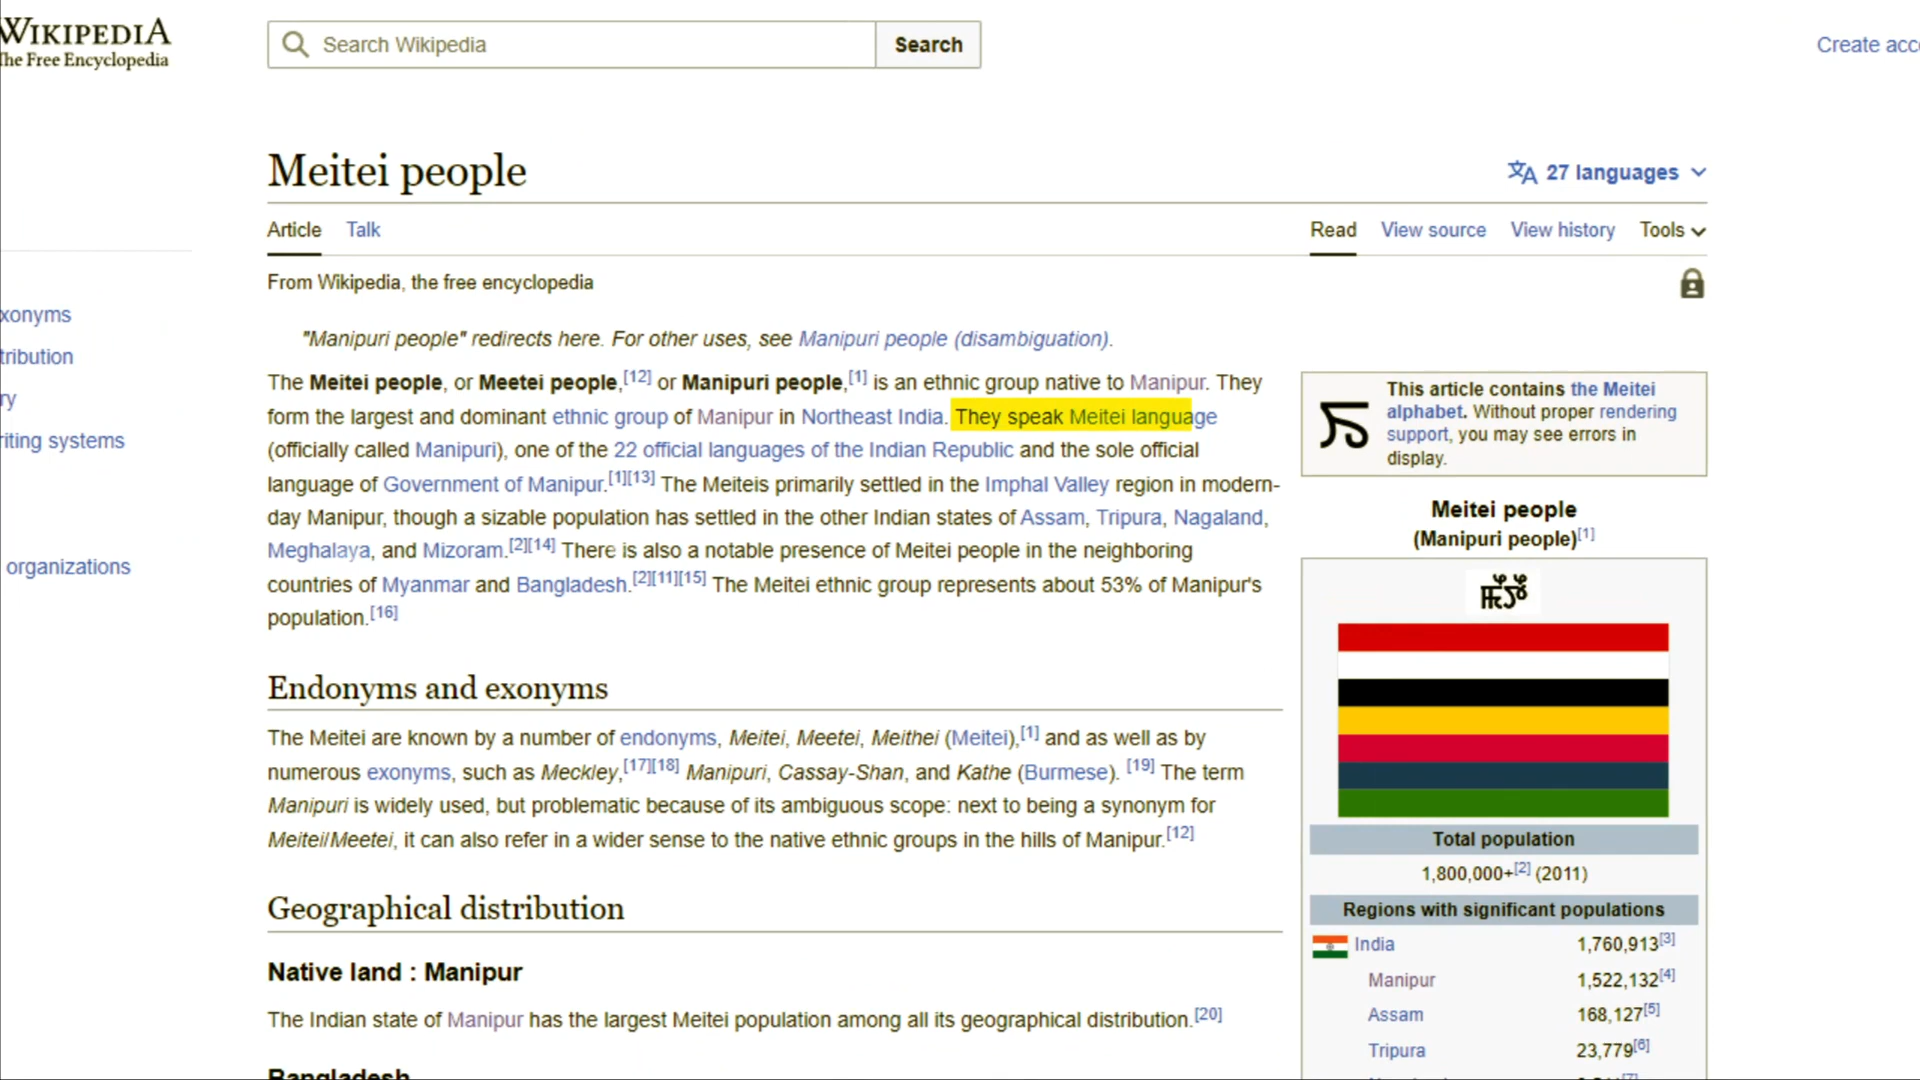 WIKIPEDIA
The Free Encyclopedia
Search Wikipedia
Search
Create acc
Meitei people
27 languages
Article Talk
Read View source View history Tools
From Wikipedia, the free encyclopedia
xonyms
tribution
ry
riting systems
organizations
"Manipuri people" redirects here. For other uses, see Manipuri people (disambiguation).
The Meitei people, or Meetei people,[12] or Manipuri people,[1] is an ethnic group native to Manipur. They
form the largest and dominant ethnic group of Manipur in Northeast India. They speak Meitei language
(officially called Manipuri), one of the 22 official languages of the Indian Republic and the sole official
language of Government of Manipur.[1][13] The Meiteis primarily settled in the Imphal Valley region in modern-
day Manipur, though a sizable population has settled in the other Indian states of Assam, Tripura, Nagaland,
Meghalaya, and Mizoram.[2][14] There is also a notable presence of Meitei people in the neighboring
countries of Myanmar and Bangladesh.[2][11][15] The Meitei ethnic group represents about 53% of Manipur's
population.[16]
Endonyms and exonyms
The Meitei are known by a number of endonyms, Meitei, Meetei, Meithei (Meitei),[1] and as well as by
numerous exonyms, such as Meckley,[17][18] Manipuri, Cassay-Shan, and Kathe (Burmese). [19] The term
Manipuri is widely used, but problematic because of its ambiguous scope: next to being a synonym for
Meitei/Meetei, it can also refer in a wider sense to the native ethnic groups in the hills of Manipur.[12]
Geographical distribution
Native land : Manipur
The Indian state of Manipur has the largest Meitei population among all its geographical distribution.[20]
Bangladesh
This article contains the Meitei
alphabet. Without proper rendering
support, you may see errors in
display.
Meitei people
(Manipuri people)[1]
Total population
1,800,000+[2] (2011)
Regions with significant populations
India 1,760,913[3]
Manipur 1,522,132[4]
Assam 168,127[5]
Tripura 23,779[6]